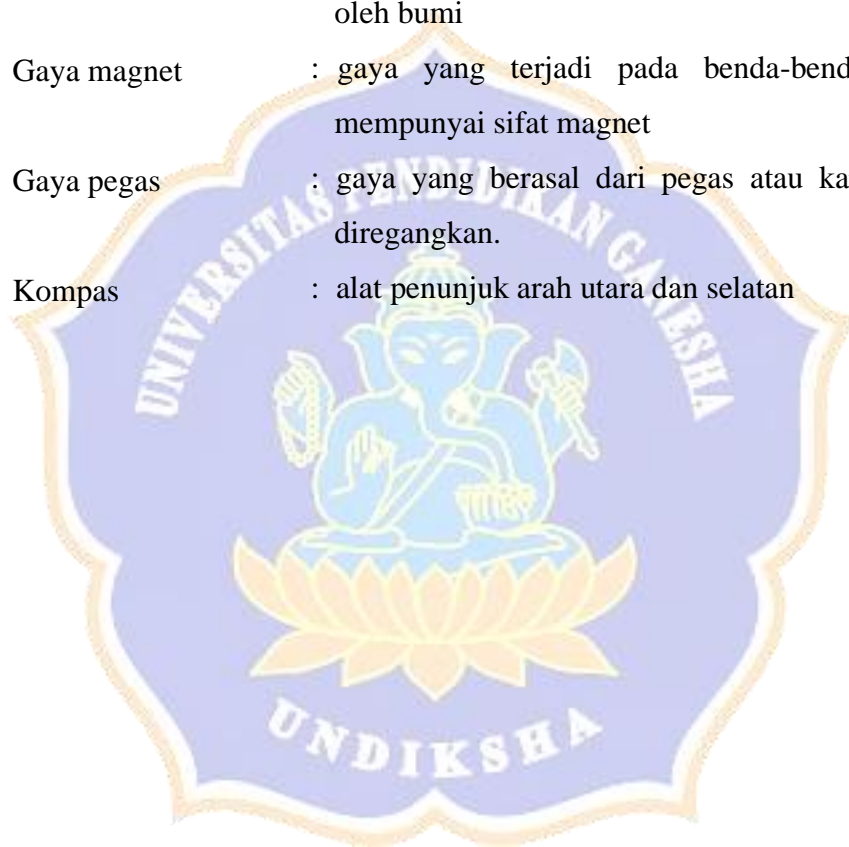 oleh bumi
Gaya magnet : gaya yang terjadi pada benda-bend
mempunyai sifat magnet
Gaya pegas : gaya yang berasal dari pegas atau ka
diregangkan.
Kompas : alat penunjuk arah utara dan selatan
UNIVERSITAS PENDIDIKAN GANESHA
UNDIKSHA